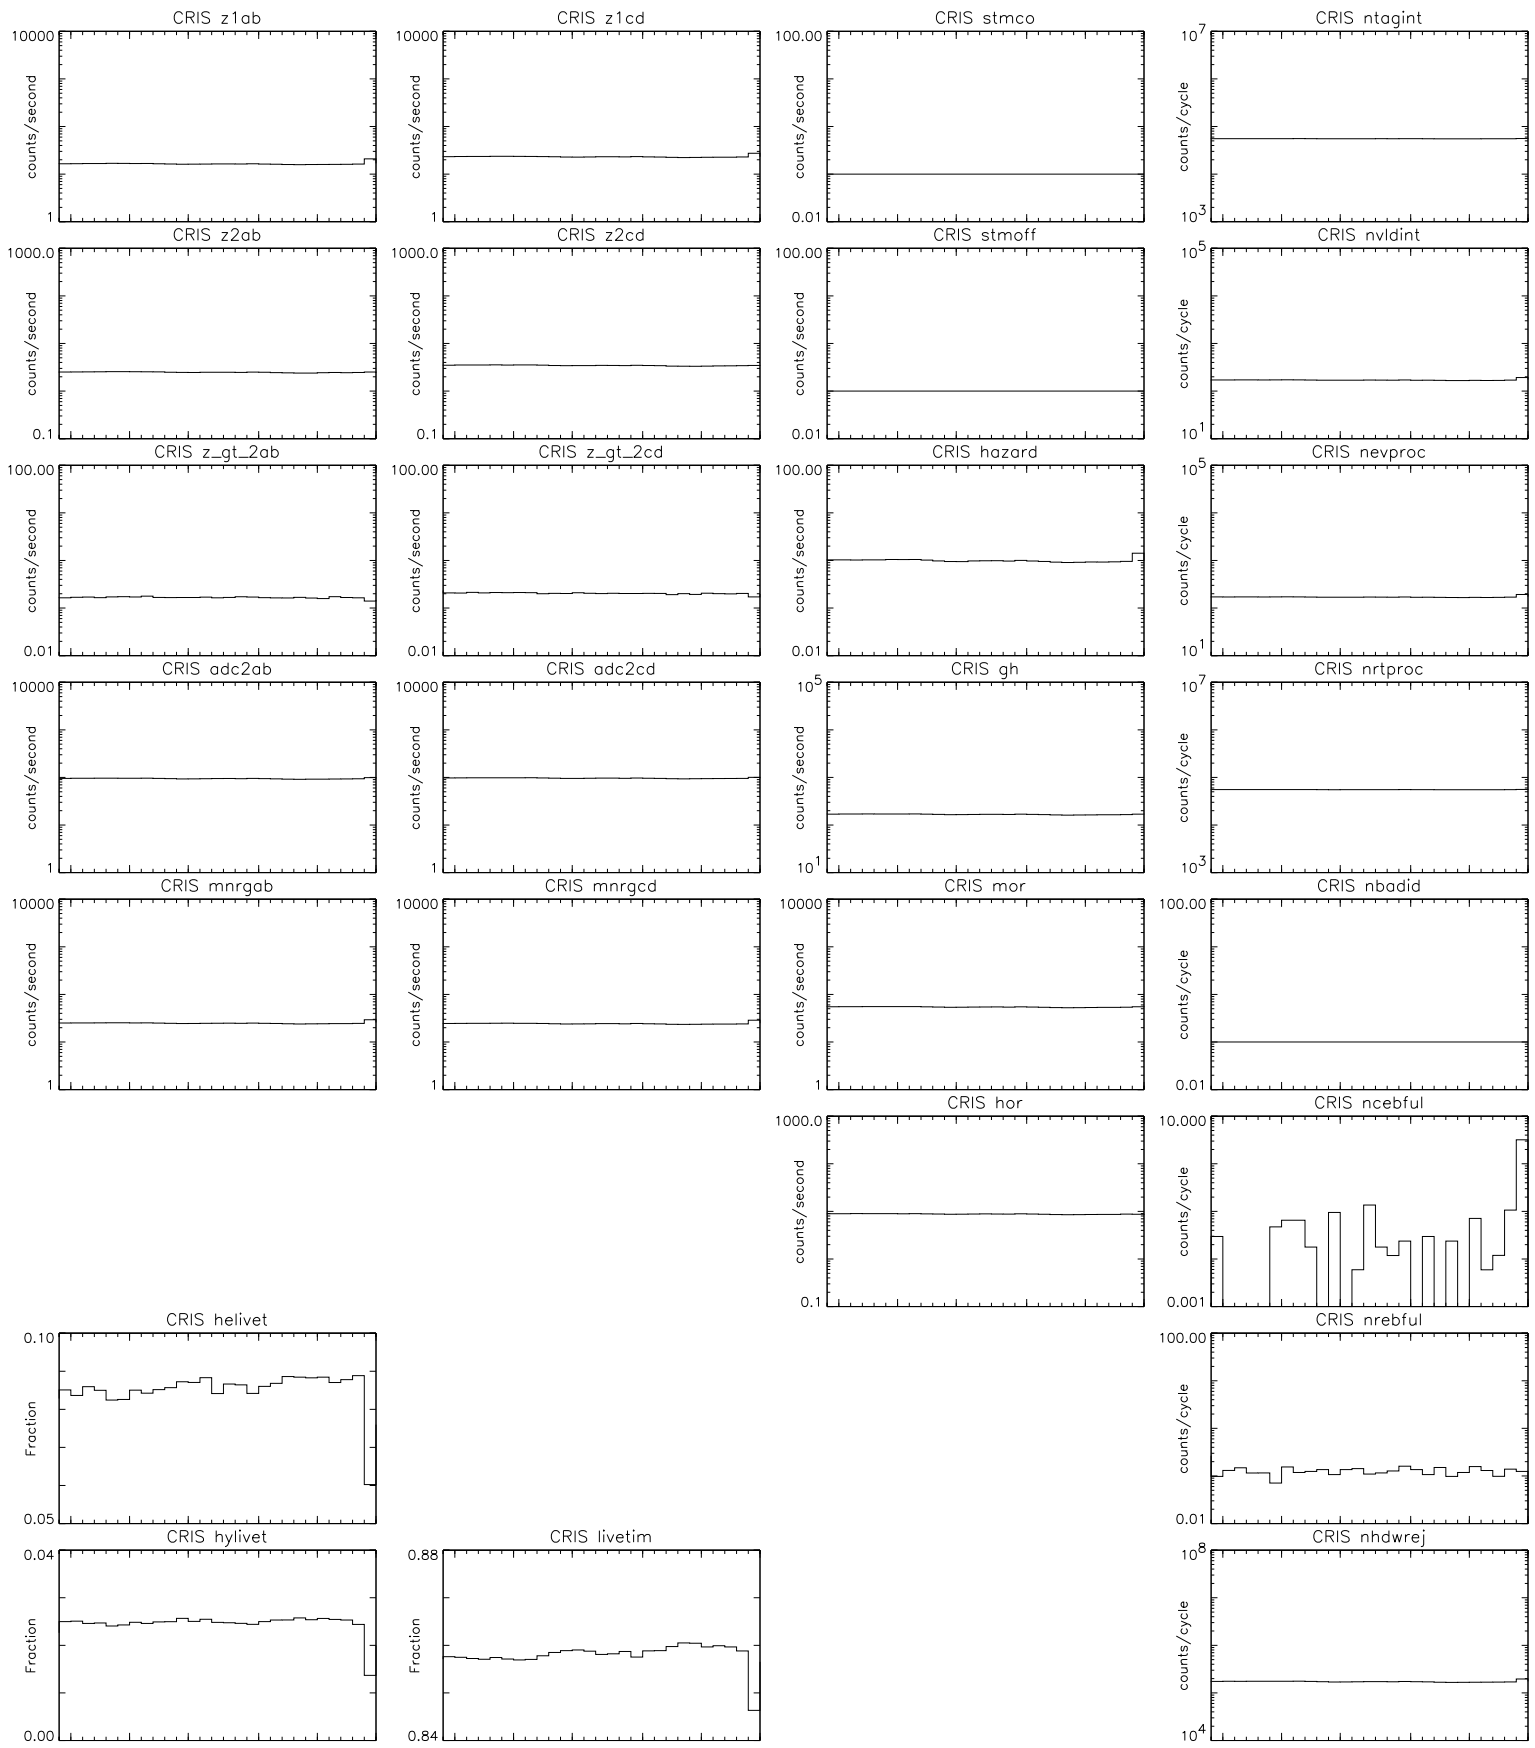 CRIS z1ab
10000
counts/second
1
CRIS z1cd
10000
counts/second
1
CRIS stmco
100.00
counts/second
0.01
CRIS ntagint
10^7
counts/cycle
10^3
CRIS z2ab
1000.0
counts/second
0.1
CRIS z2cd
1000.0
counts/second
0.1
CRIS stmoff
100.00
counts/second
0.01
CRIS nvldint
10^5
counts/cycle
10^1
CRIS z_gt_2ab
100.00
counts/second
0.01
CRIS z_gt_2cd
100.00
counts/second
0.01
CRIS hazard
100.00
counts/second
0.01
CRIS nevproc
10^5
counts/cycle
10^1
CRIS adc2ab
10000
counts/second
1
CRIS adc2cd
10000
counts/second
1
CRIS gh
10^5
counts/second
10^1
CRIS nrtproc
10^7
counts/cycle
10^3
CRIS mnrgab
10000
counts/second
1
CRIS mnrgcd
10000
counts/second
1
CRIS mor
10000
counts/second
1
CRIS nbadid
100.00
counts/cycle
0.01
CRIS hor
1000.0
counts/second
0.1
CRIS ncebful
10.000
counts/cycle
0.001
CRIS helivet
0.10
Fraction
0.05
CRIS nrebful
100.00
counts/cycle
0.01
CRIS hylivet
0.04
Fraction
0.00
CRIS livetim
0.88
Fraction
0.84
CRIS nhdwrej
10^8
counts/cycle
10^4